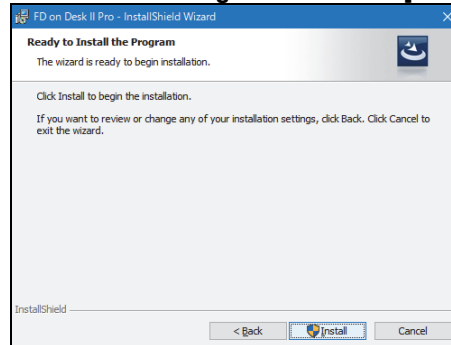 FD on Desk II Pro - InstallShield Wizard
Ready to Install the Program
The wizard is ready to begin installation.
Click Install to begin the installation.
If you want to review or change any of your installation settings, click Back. Click Cancel to
exit the wizard.
InstallShield
< Back
Install
Cancel